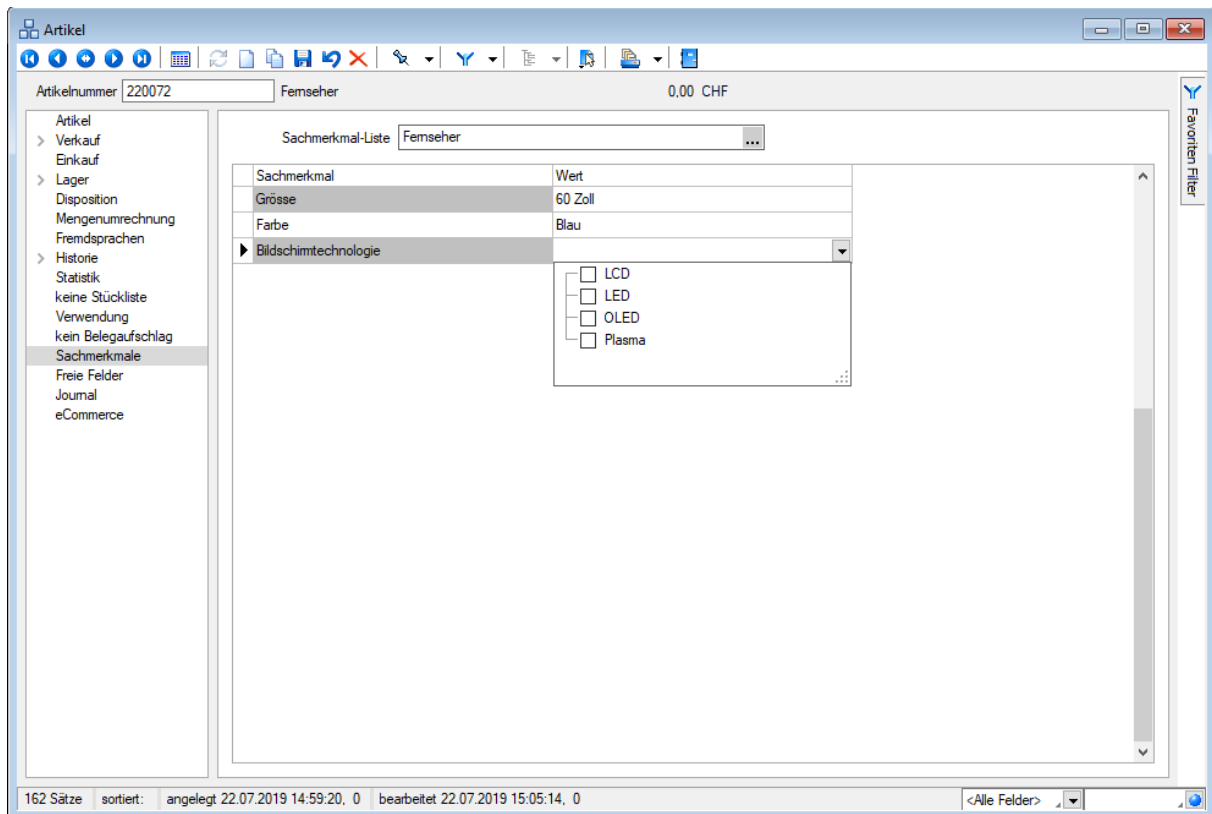 Artikel
Artikelnummer 220072 Fernseher 0,00 CHF
Favoriten Filter
Artikel
Verkauf
Einkauf
Lager
Disposition
Mengenumrechnung
Fremdsprachen
Historie
Statistik
keine Stückliste
Verwendung
kein Belegaufschlag
Sachmerkmale
Freie Felder
Journal
eCommerce
Sachmerkmal-Liste Fernseher ...
Sachmerkmal Wert
Grösse 60 Zoll
Farbe Blau
Bildschimtechnologie
LCD
LED
OLED
Plasma
162 Sätze sortiert: angelegt 22.07.2019 14:59:20, 0 bearbeitet 22.07.2019 15:05:14, 0 <Alle Felder>